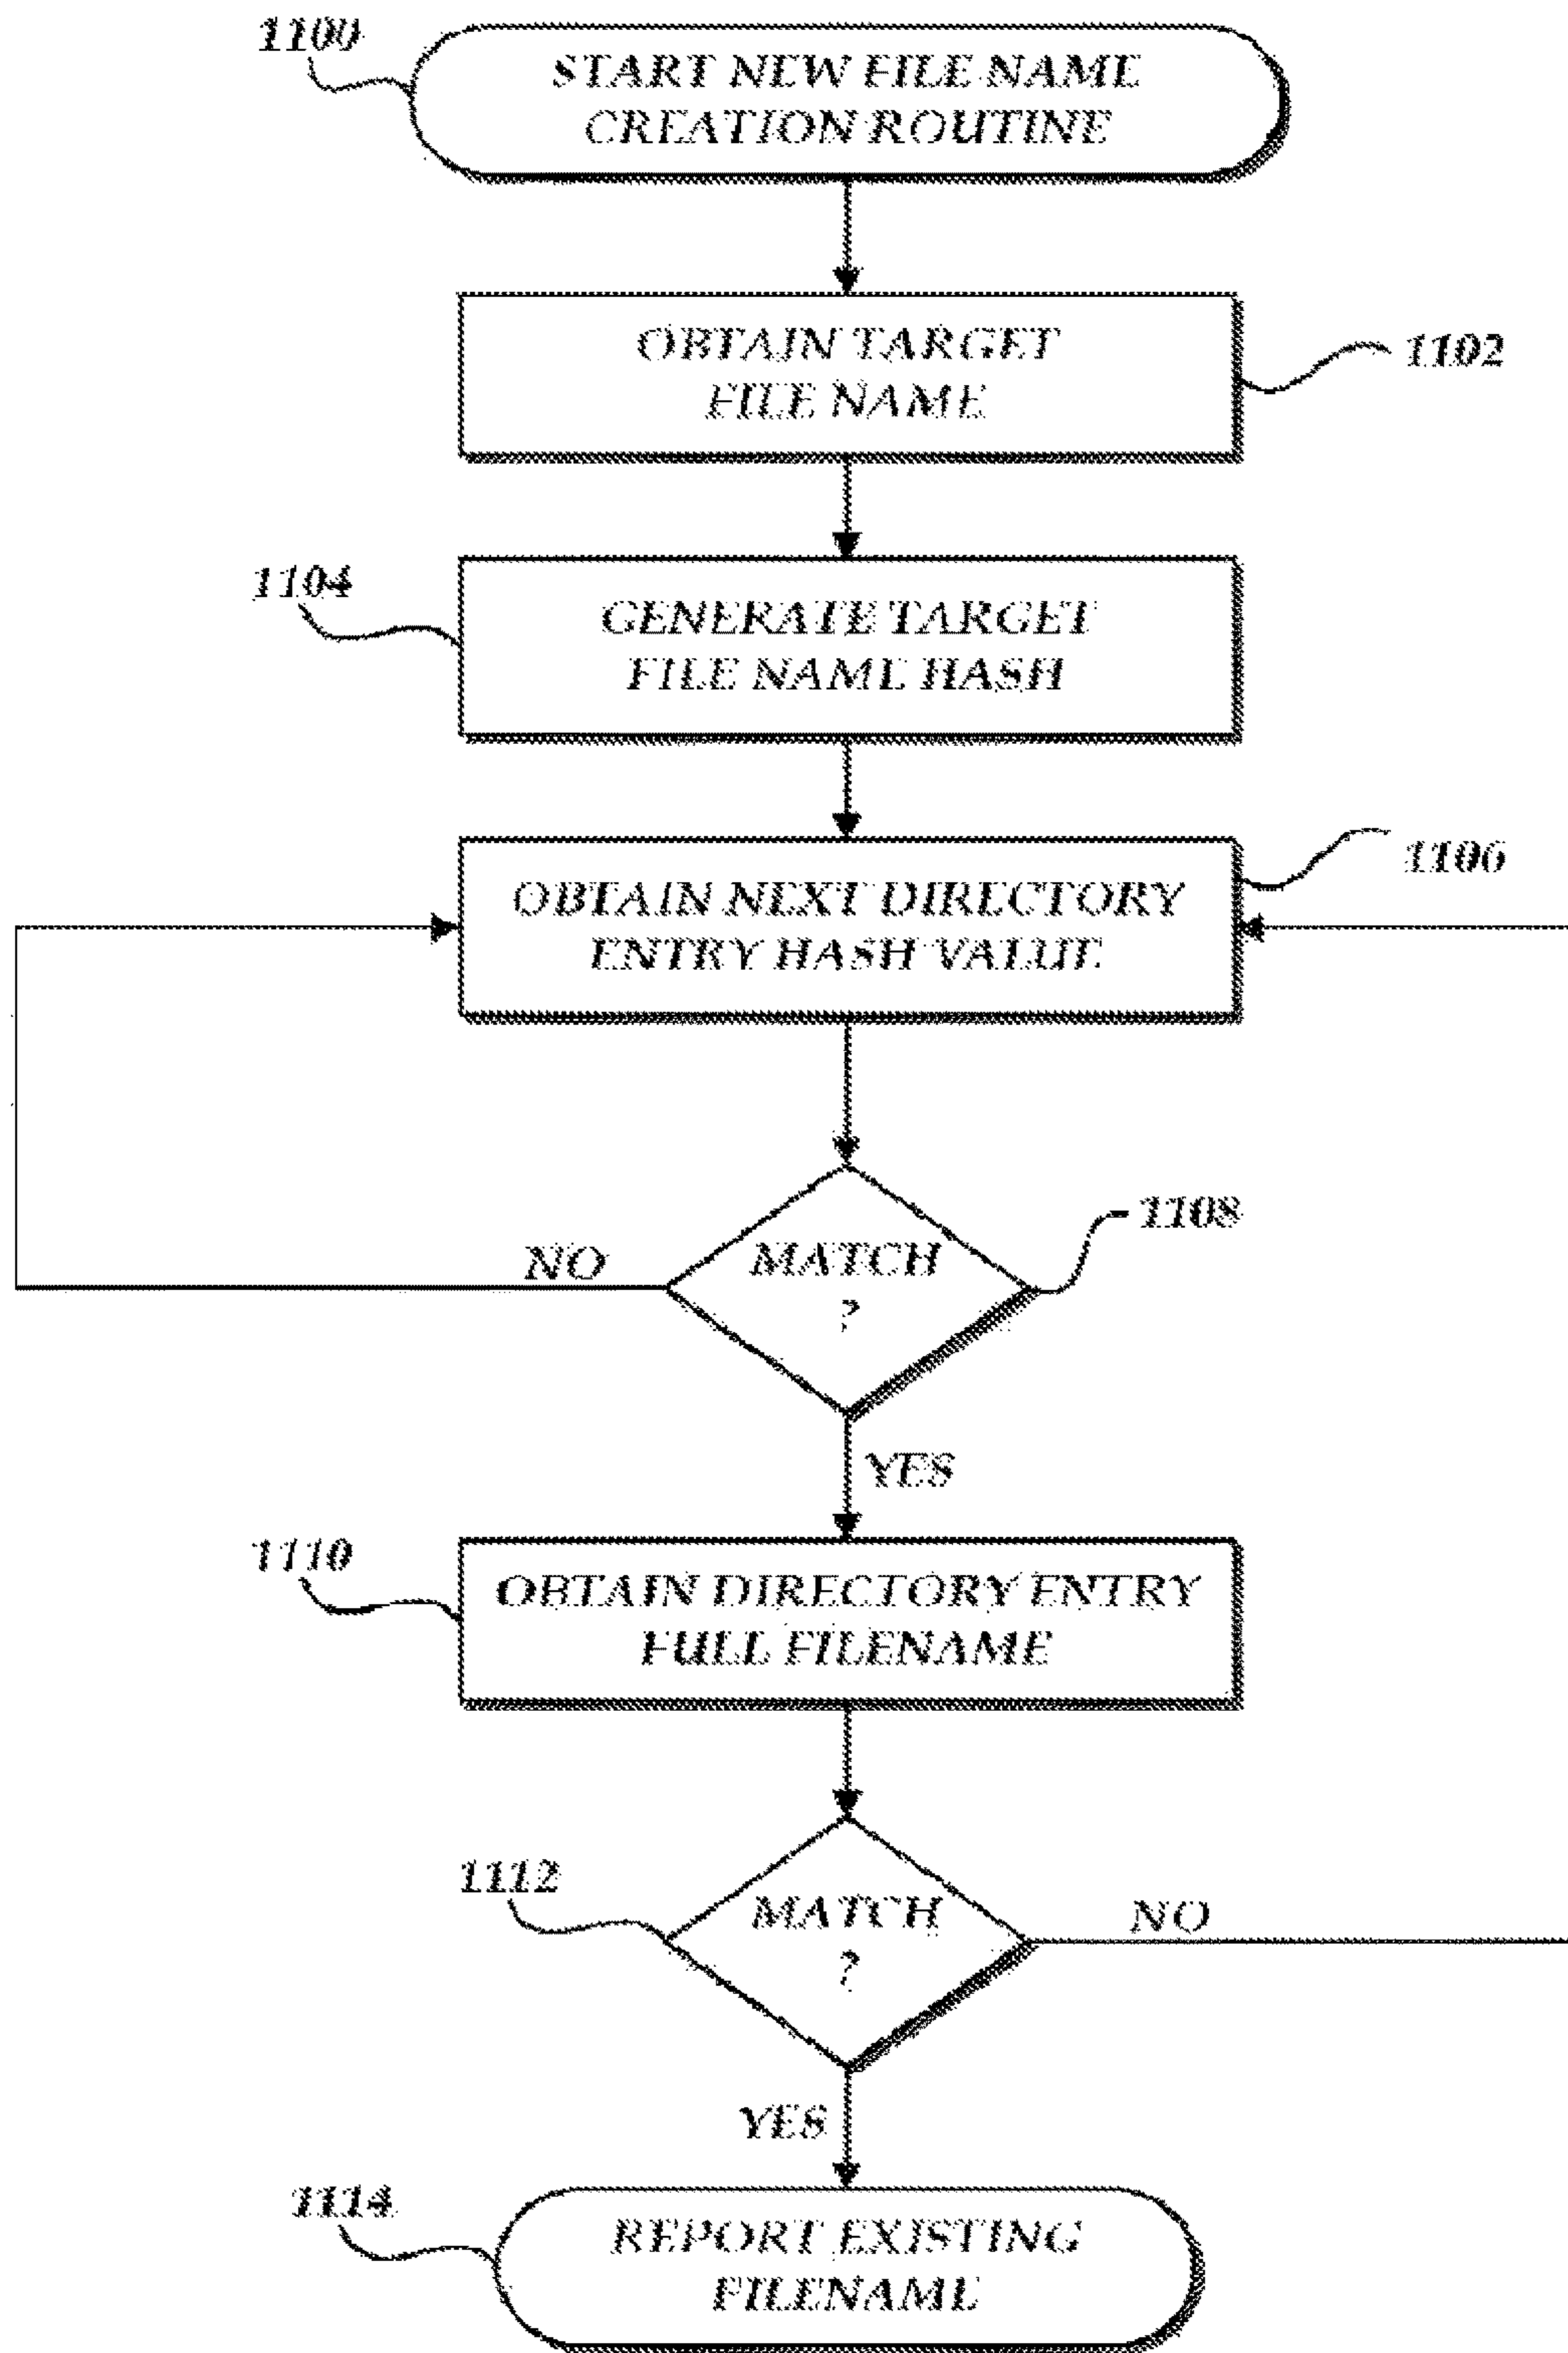 1100
START NEW FILE NAME
CREATION ROUTINE
OBTAIN TARGET
FILE NAME
1102
1104
GENERATE TARGET
FILE NAME HASH
1106
OBTAIN NEXT DIRECTORY
ENTRY HASH VALUE
1108
NO
MATCH
?
YES
1110
OBTAIN DIRECTORY ENTRY
FULL FILENAME
1112
MATCH
?
NO
YES
1114
REPORT EXISTING
FILENAME